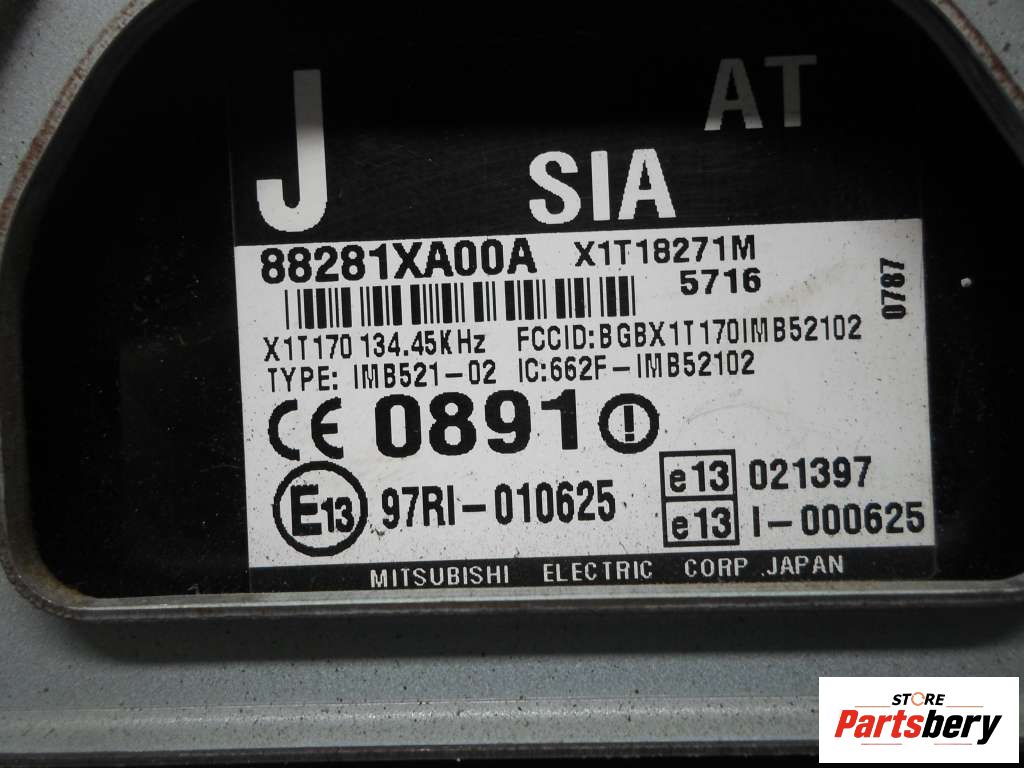 J
AT
SIA
88281XA00A X1T18271M
5716
0787
X1T170 134.45KHz FCCID:BGBX1T170IMB52102
TYPE: IMB521-02 IC:662F-IMB52102
CE 0891
E13 97RI-010625
e13 021397
e13 I-000625
MITSUBISHI ELECTRIC CORP .JAPAN
STORE
Partsbery